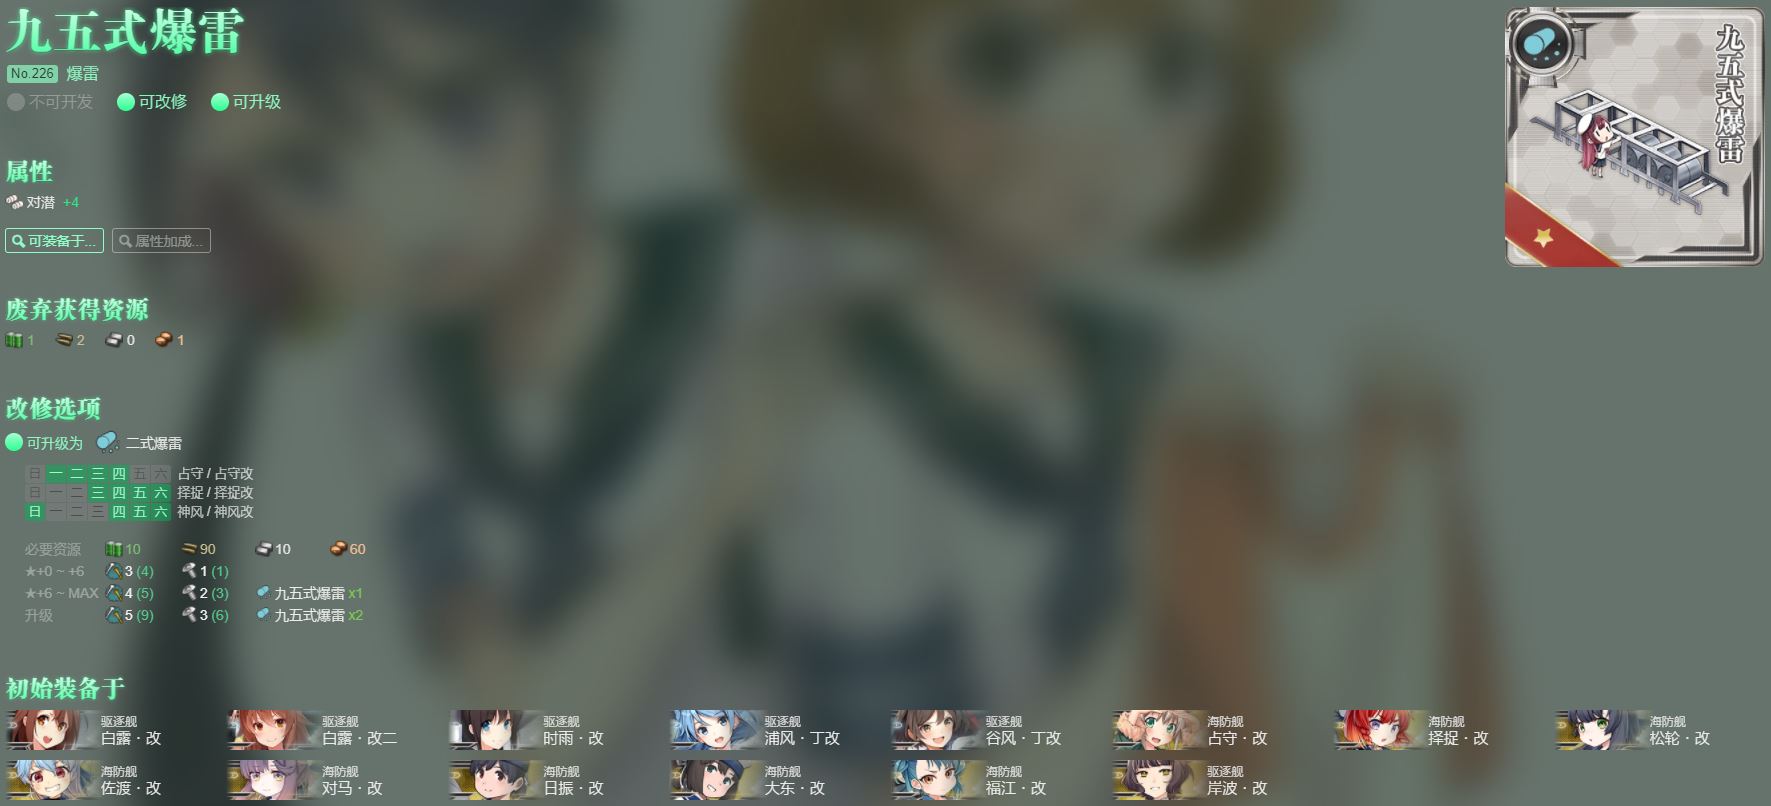 九五式爆雷
No.226 爆雷
不可开发 可改修 可升级
九五式爆雷
属性
对潜 +4
可装备于... 属性加成...
废弃获得资源
1 2 0 1
改修选项
可升级为 二式爆雷
日 一 二 三 四 五 六 占守 / 占守改
日 一 二 三 四 五 六 择捉 / 择捉改
日 一 二 三 四 五 六 神风 / 神风改
必要资源 10 90 10 60
★+0 ~ +6 3 (4) 1 (1)
★+6 ~ MAX 4 (5) 2 (3) 九五式爆雷 x1
升级 5 (9) 3 (6) 九五式爆雷 x2
初始装备于
驱逐舰 驱逐舰 驱逐舰 驱逐舰 驱逐舰 海防舰 海防舰 海防舰
白露・改 白露・改二 时雨・改 浦风・丁改 谷风・丁改 占守・改 择捉・改 松轮・改
海防舰 海防舰 海防舰 海防舰 海防舰 驱逐舰
佐渡・改 对马・改 日振・改 大东・改 福江・改 岸波・改